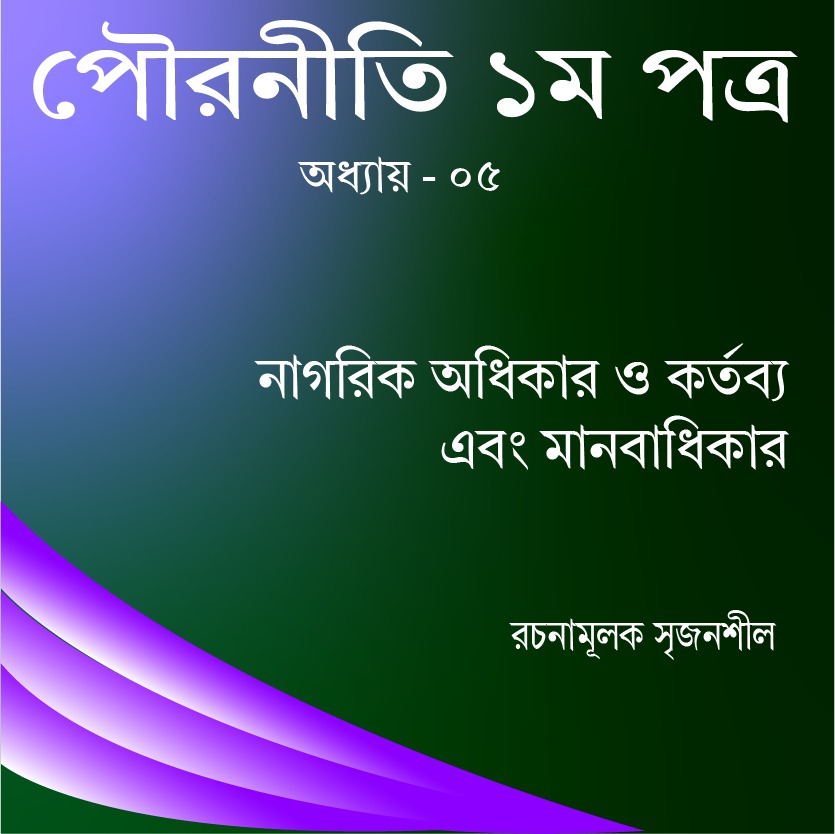 পৌরনীতি ১ম পত্র
অধ্যায় - ০৫
নাগরিক অধিকার ও কর্তব্য
এবং মানবাধিকার
রচনামূলক সৃজনশীল